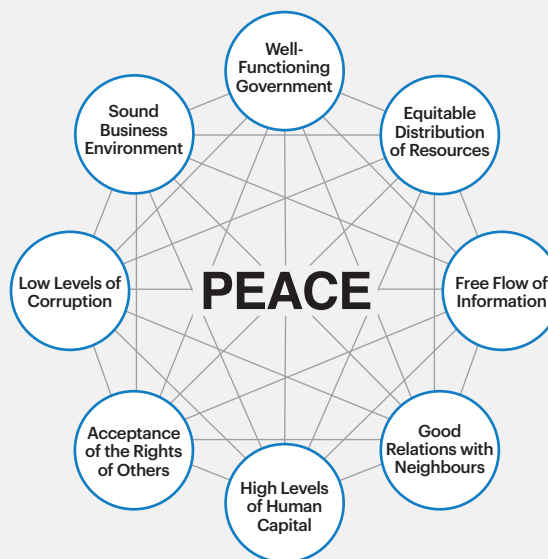 Well-
Functioning
Government
Equitable
Distribution
of Resources
Free Flow of
Information
Good
Relations with
Neighbours
High Levels
of Human
Capital
Acceptance
of the Rights
of Others
Low Levels of
Corruption
Sound
Business
Environment
PEACE